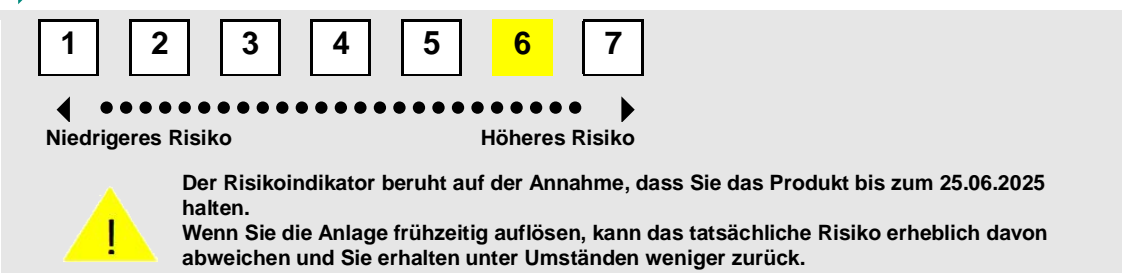 1 2 3 4 5 6 7
Niedrigeres Risiko Höheres Risiko
Der Risikoindikator beruht auf der Annahme, dass Sie das Produkt bis zum 25.06.2025
halten.
Wenn Sie die Anlage frühzeitig auflösen, kann das tatsächliche Risiko erheblich davon
abweichen und Sie erhalten unter Umständen weniger zurück.
!